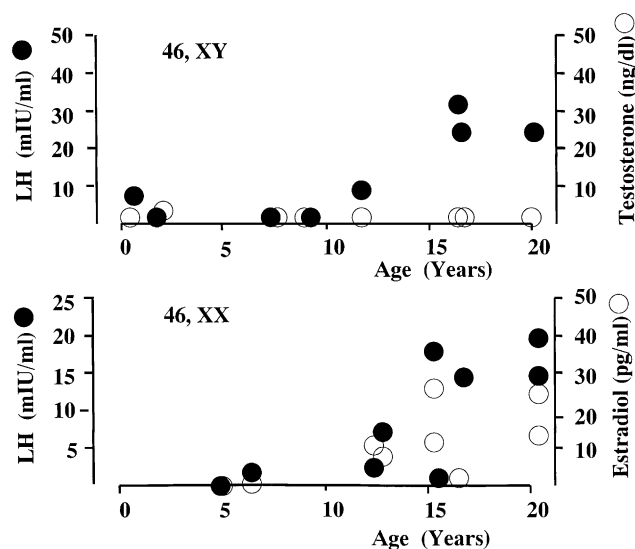 LH (mIU/ml)
50
40
30
20
10
46, XY
50
40
30
20
10
Testosterone (ng/dl)
0 5 10 15 20
Age (Years)
LH (mIU/ml)
25
20
15
10
5
46, XX
50
40
30
20
10
Estradiol (pg/ml)
0 5 10 15 20
Age (Years)